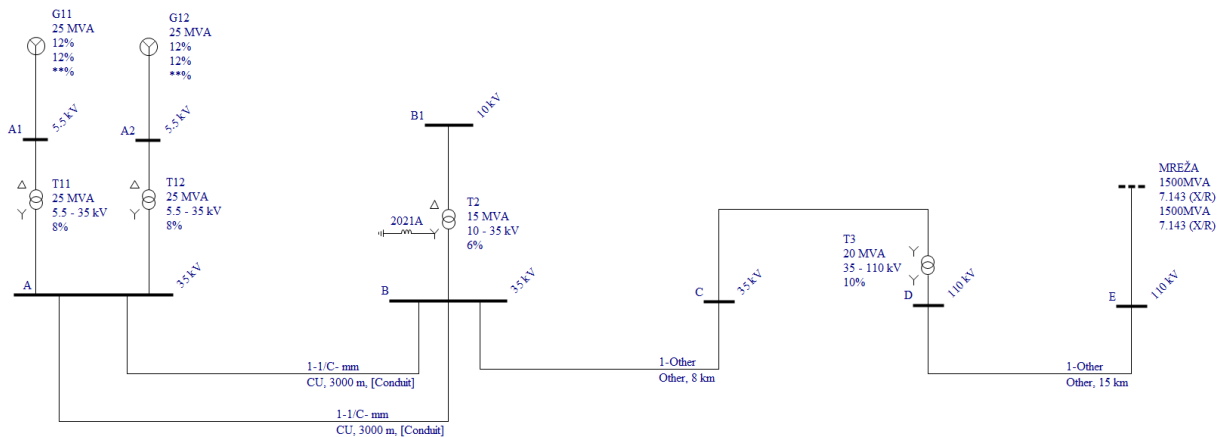 G11
25 MVA
12%
12%
**%
G12
25 MVA
12%
12%
**%
A1
5.5 kV
A2
5.5 kV
T11
25 MVA
5.5 - 35 kV
8%
T12
25 MVA
5.5 - 35 kV
8%
A
35 kV
B1
10 kV
2021A
T2
15 MVA
10 - 35 kV
6%
B
35 kV
C
35 kV
T3
20 MVA
35 - 110 kV
10%
D
110 kV
MREŽA
1500MVA
7.143 (X/R)
1500MVA
7.143 (X/R)
E
110 kV
1-1/C- mm
CU, 3000 m, [Conduit]
1-1/C- mm
CU, 3000 m, [Conduit]
1-Other
Other, 8 km
1-Other
Other, 15 km